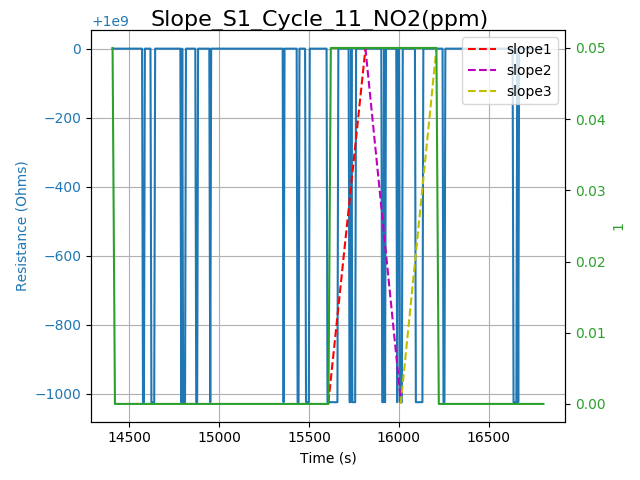 Slope_S1_Cycle_11_NO2(ppm)
+1e9
0
−200
−400
−600
−800
−1000
Resistance (Ohms)
14500
15000
15500
16000
16500
Time (s)
0.05
0.04
0.03
0.02
0.01
0.00
1
slope1
slope2
slope3